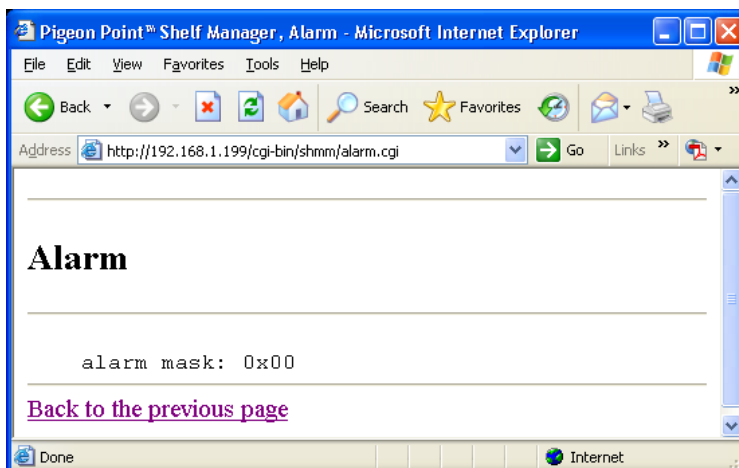 Pigeon Point™ Shelf Manager, Alarm - Microsoft Internet Explorer
File Edit View Favorites Tools Help
Back Search Favorites »
Address http://192.168.1.199/cgi-bin/shmm/alarm.cgi Go Links »
Alarm
alarm mask: 0x00
Back to the previous page
Done Internet